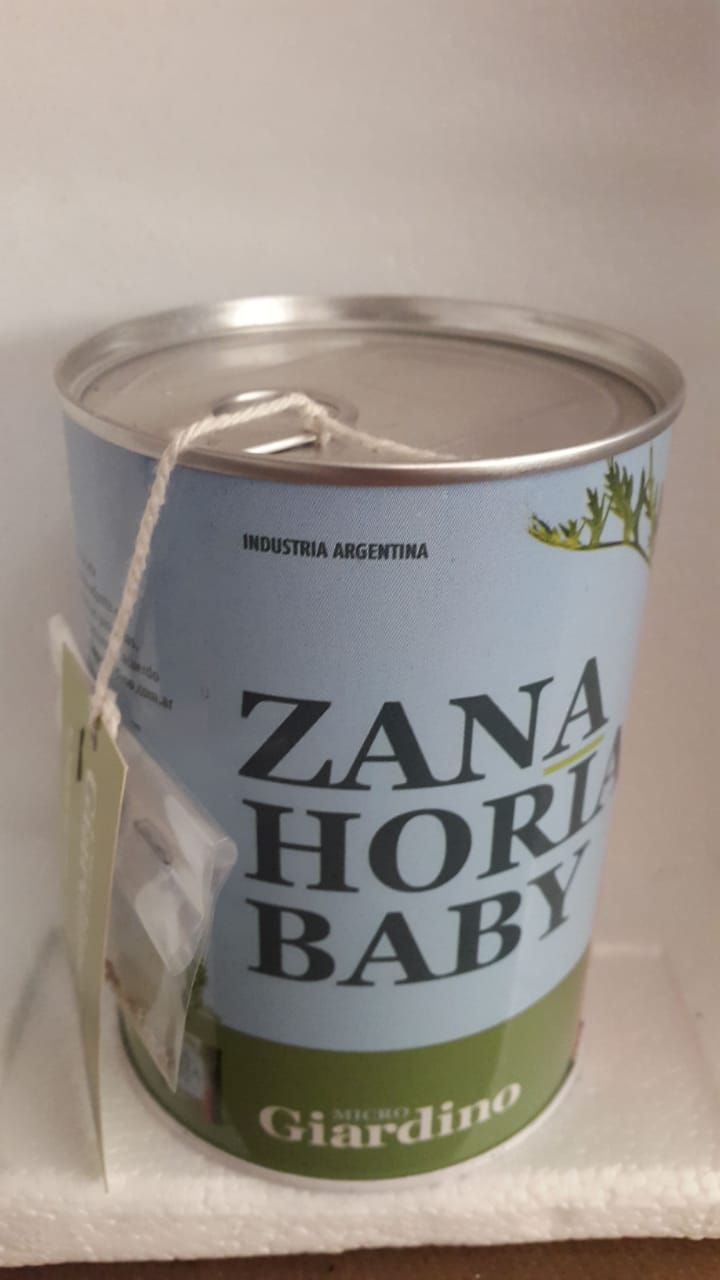 INDUSTRIA ARGENTINA
ZANA
HORIA
BABY
MICRO
Giardino